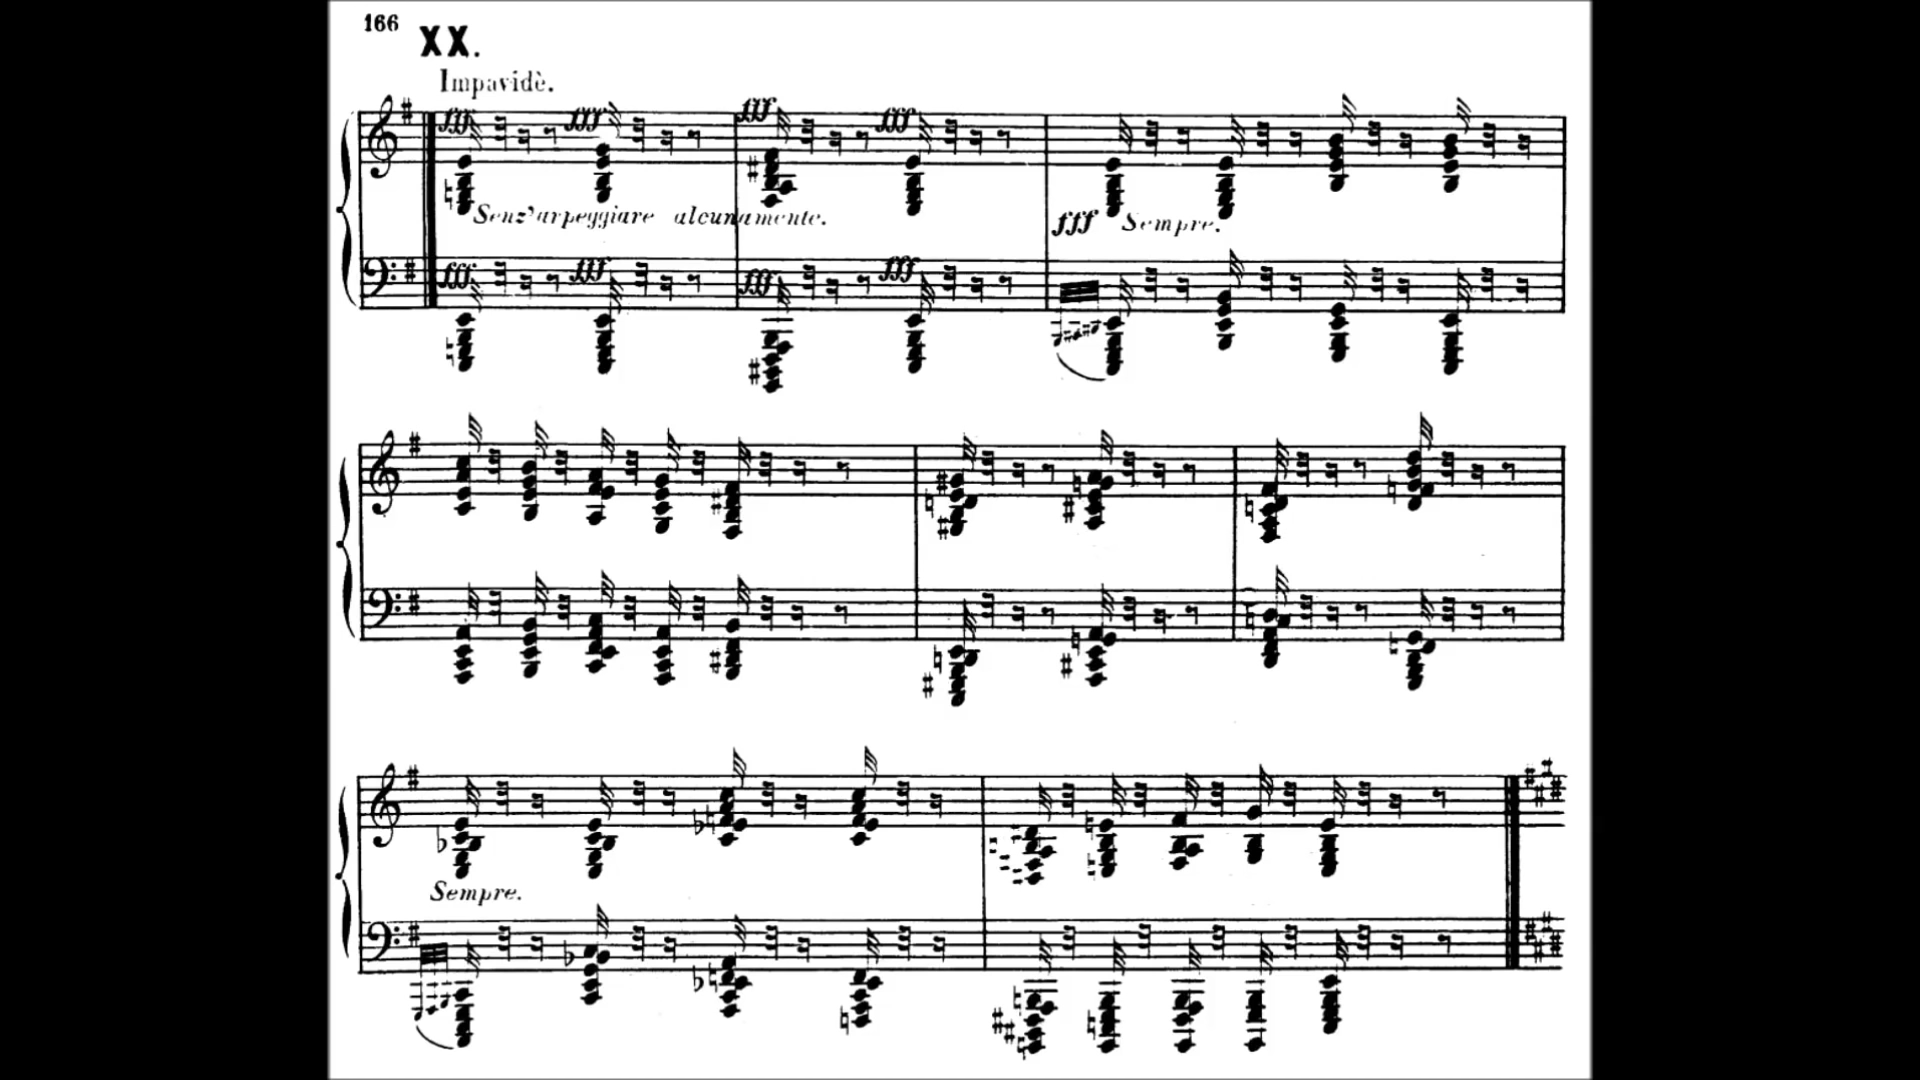 166
XX.
Impavidè.
fff fff fff fff
Senz'arpeggiare alcunamente.
fff Sempre.
fff fff fff fff
Sempre.